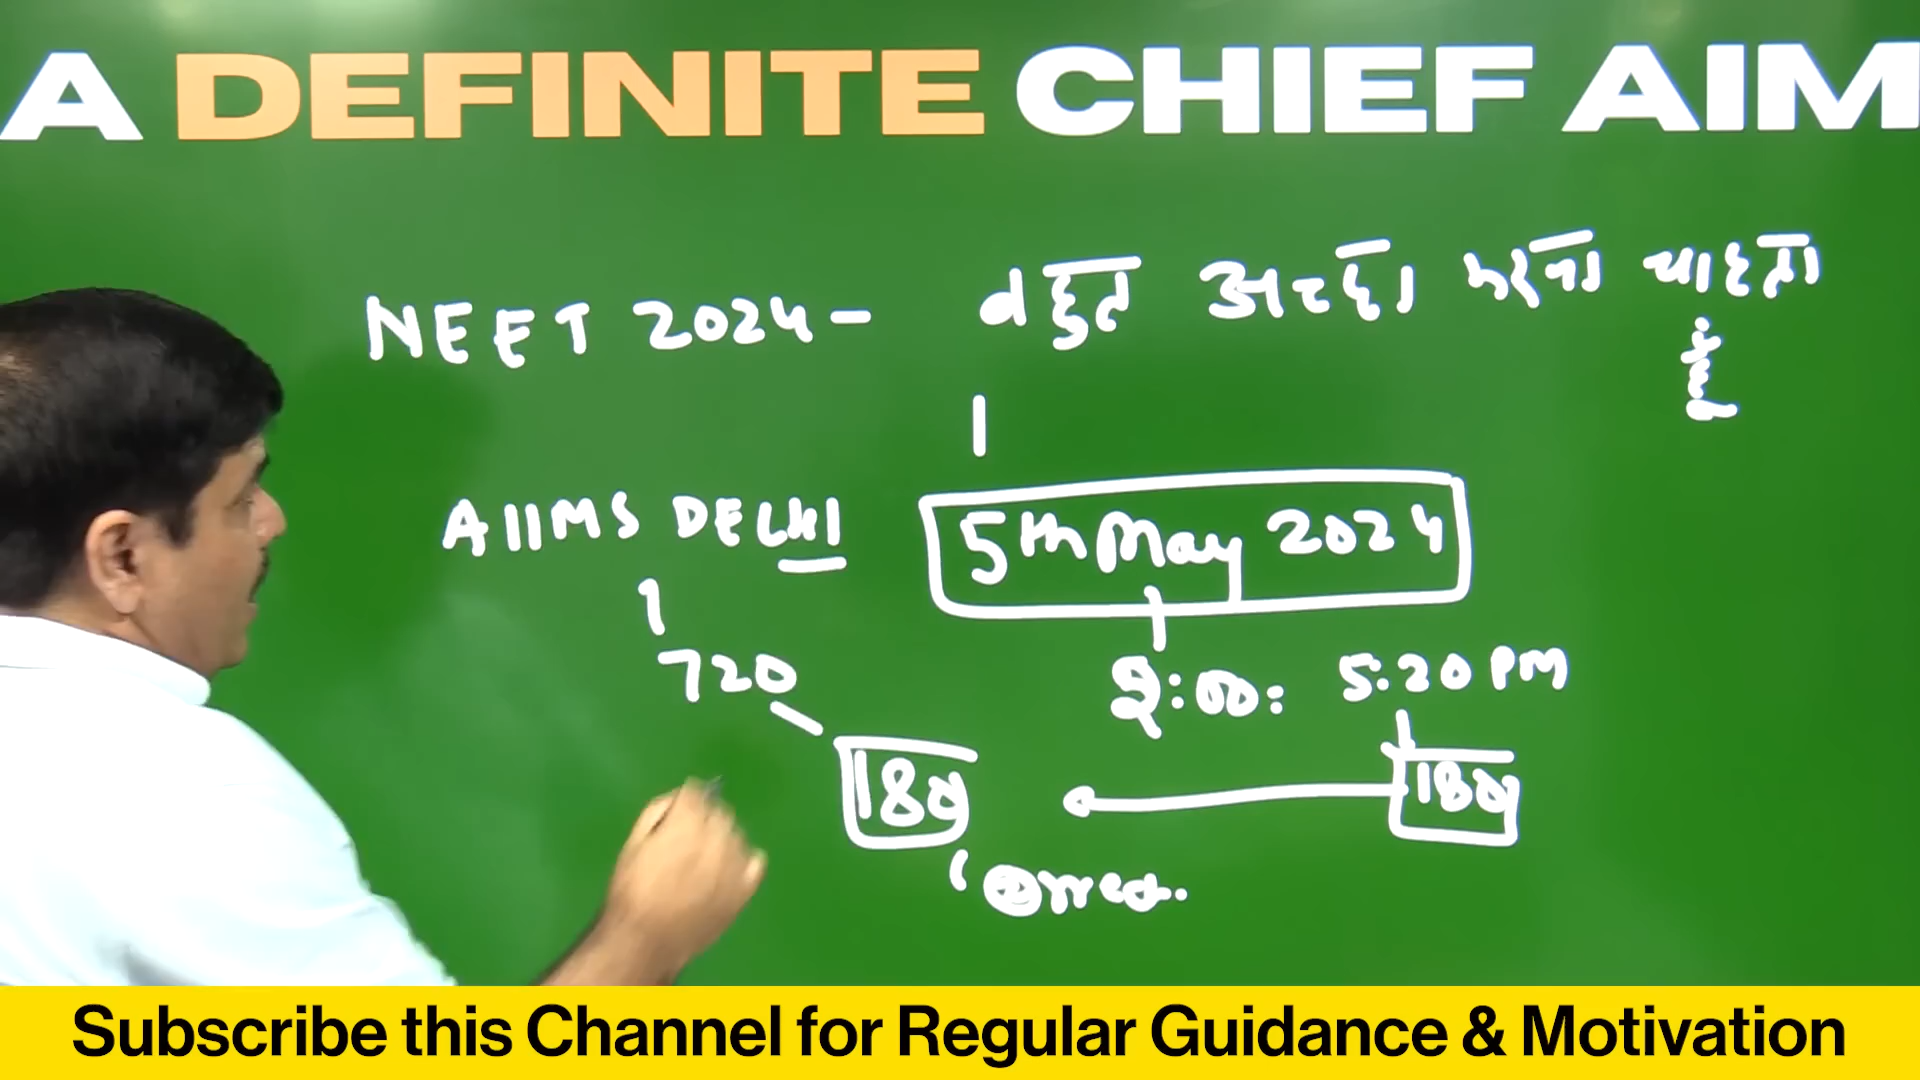 A DEFINITE CHIEF AIM
NEET 2024 - बहुत अच्छा करना चाहता
AIIMS DELHI
5th May 2024
720
2:00: 5:20 PM
180
180
Correct.
Subscribe this Channel for Regular Guidance & Motivation